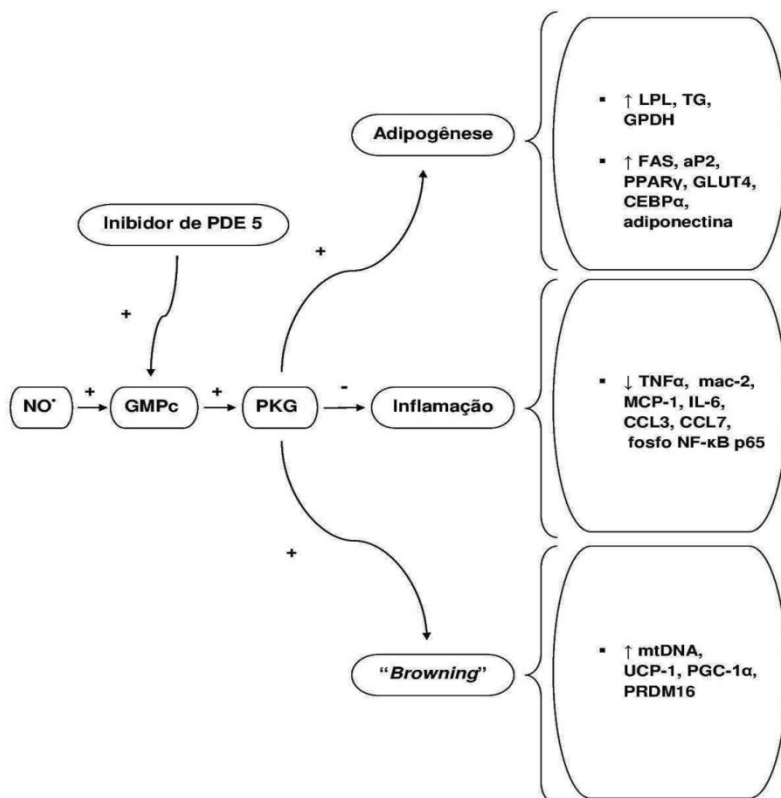 Adipogênese
▪ ↑ LPL, TG,
GPDH
▪ ↑ FAS, aP2,
PPARγ, GLUT4,
CEBPα,
adiponectina
Inibidor de PDE 5
+
+
NO•
+
GMPc
+
PKG
-
Inflamação
▪ ↓ TNFα, mac-2,
MCP-1, IL-6,
CCL3, CCL7,
fosfo NF-κB p65
+
“Browning”
▪ ↑ mtDNA,
UCP-1, PGC-1α,
PRDM16